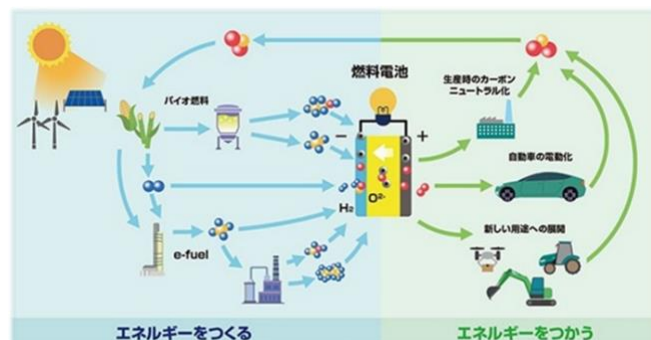 燃料電池
バイオ燃料
生産時のカーボン
ニュートラル化
−
+
自動車の電動化
H₂
O²⁻
e-fuel
新しい用途への展開
エネルギーをつくる
エネルギーをつかう